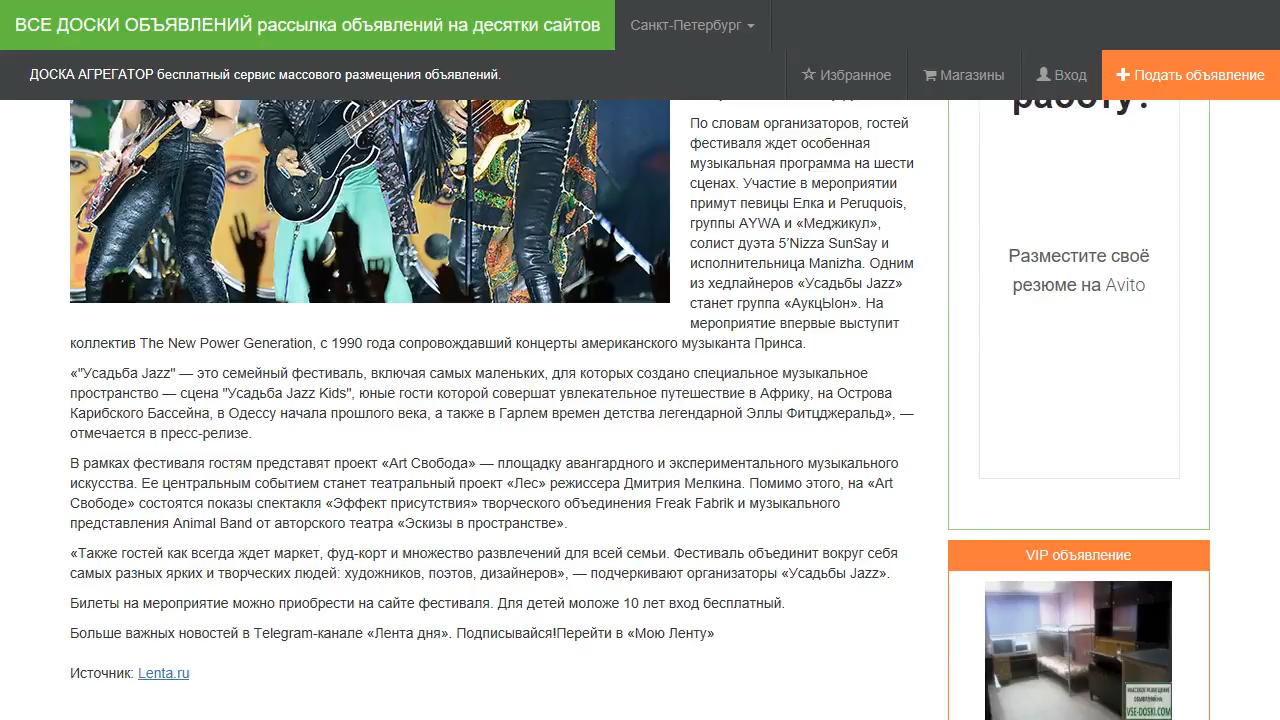 ВСЕ ДОСКИ ОБЪЯВЛЕНИЙ рассылка объявлений на десятки сайтов
Санкт-Петербург
ДОСКА АГРЕГАТОР бесплатный сервис массового размещения объявлений.
Избранное
Магазины
Вход
Подать объявление
По словам организаторов, гостей
фестиваля ждет особенная
музыкальная программа на шести
сценах. Участие в мероприятии
примут певицы Елка и Peruquois,
группы AYWA и «Меджикул»,
солист дуэта 5’Nizza SunSay и
исполнительница Manizha. Одним
из хедлайнеров «Усадьбы Jazz»
станет группа «АукцЫон». На
мероприятие впервые выступит
коллектив The New Power Generation, с 1990 года сопровождавший концерты американского музыканта Принса.
«"Усадьба Jazz" — это семейный фестиваль, включая самых маленьких, для которых создано специальное музыкальное
пространство — сцена "Усадьба Jazz Kids", юные гости которой совершат увлекательное путешествие в Африку, на Острова
Карибского Бассейна, в Одессу начала прошлого века, а также в Гарлем времен детства легендарной Эллы Фитцджеральд», —
отмечается в пресс-релизе.
В рамках фестиваля гостям представят проект «Art Свобода» — площадку авангардного и экспериментального музыкального
искусства. Ее центральным событием станет театральный проект «Лес» режиссера Дмитрия Мелкина. Помимо этого, на «Art
Свободе» состоятся показы спектакля «Эффект присутствия» творческого объединения Freak Fabrik и музыкального
представления Animal Band от авторского театра «Эскизы в пространстве».
«Также гостей как всегда ждет маркет, фуд-корт и множество развлечений для всей семьи. Фестиваль объединит вокруг себя
самых разных ярких и творческих людей: художников, поэтов, дизайнеров», — подчеркивают организаторы «Усадьбы Jazz».
Билеты на мероприятие можно приобрести на сайте фестиваля. Для детей моложе 10 лет вход бесплатный.
Больше важных новостей в Telegram-канале «Лента дня». Подписывайся!Перейти в «Мою Ленту»
Источник: Lenta.ru
работу?
Разместите своё
резюме на Avito
VIP объявление
МАССОВОЕ РАЗМЕЩЕНИЕ
ОБЪЯВЛЕНИЙ НА
VSE-DOSKI.COM